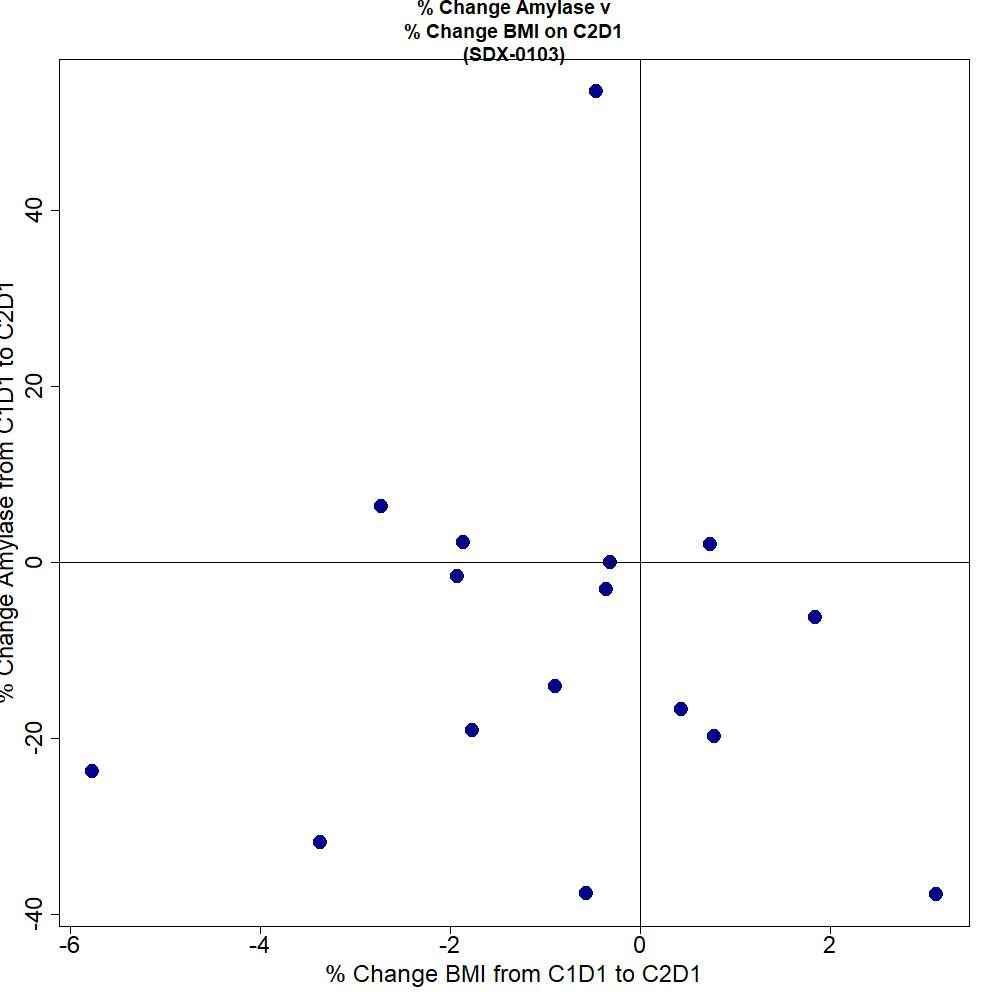 % Change Amylase v
% Change BMI on C2D1
(SDX-0103)
% Change Amylase from C1D1 to C2D1
40
20
0
-20
-40
-6
-4
-2
0
2
% Change BMI from C1D1 to C2D1